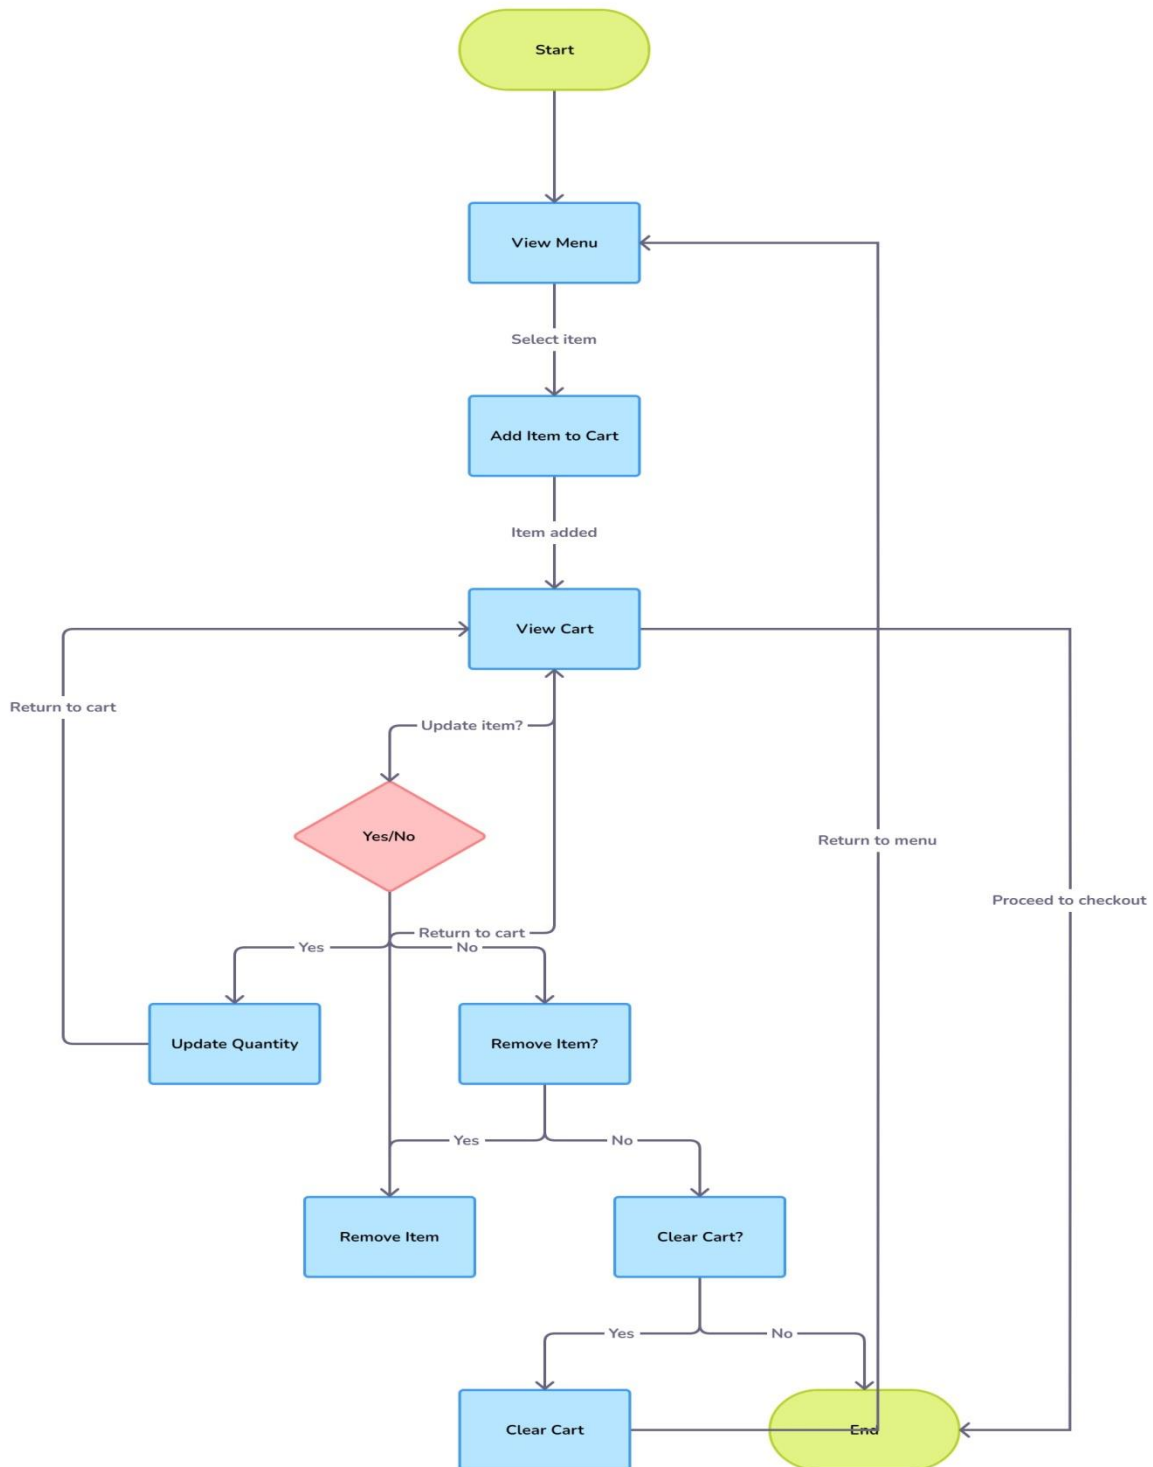 Start
View Menu
Select item
Add Item to Cart
Item added
View Cart
Return to cart
Update item?
Yes/No
Return to menu
Proceed to checkout
Return to cart
Yes
No
Update Quantity
Remove Item?
Yes
No
Remove Item
Clear Cart?
Yes
No
Clear Cart
End